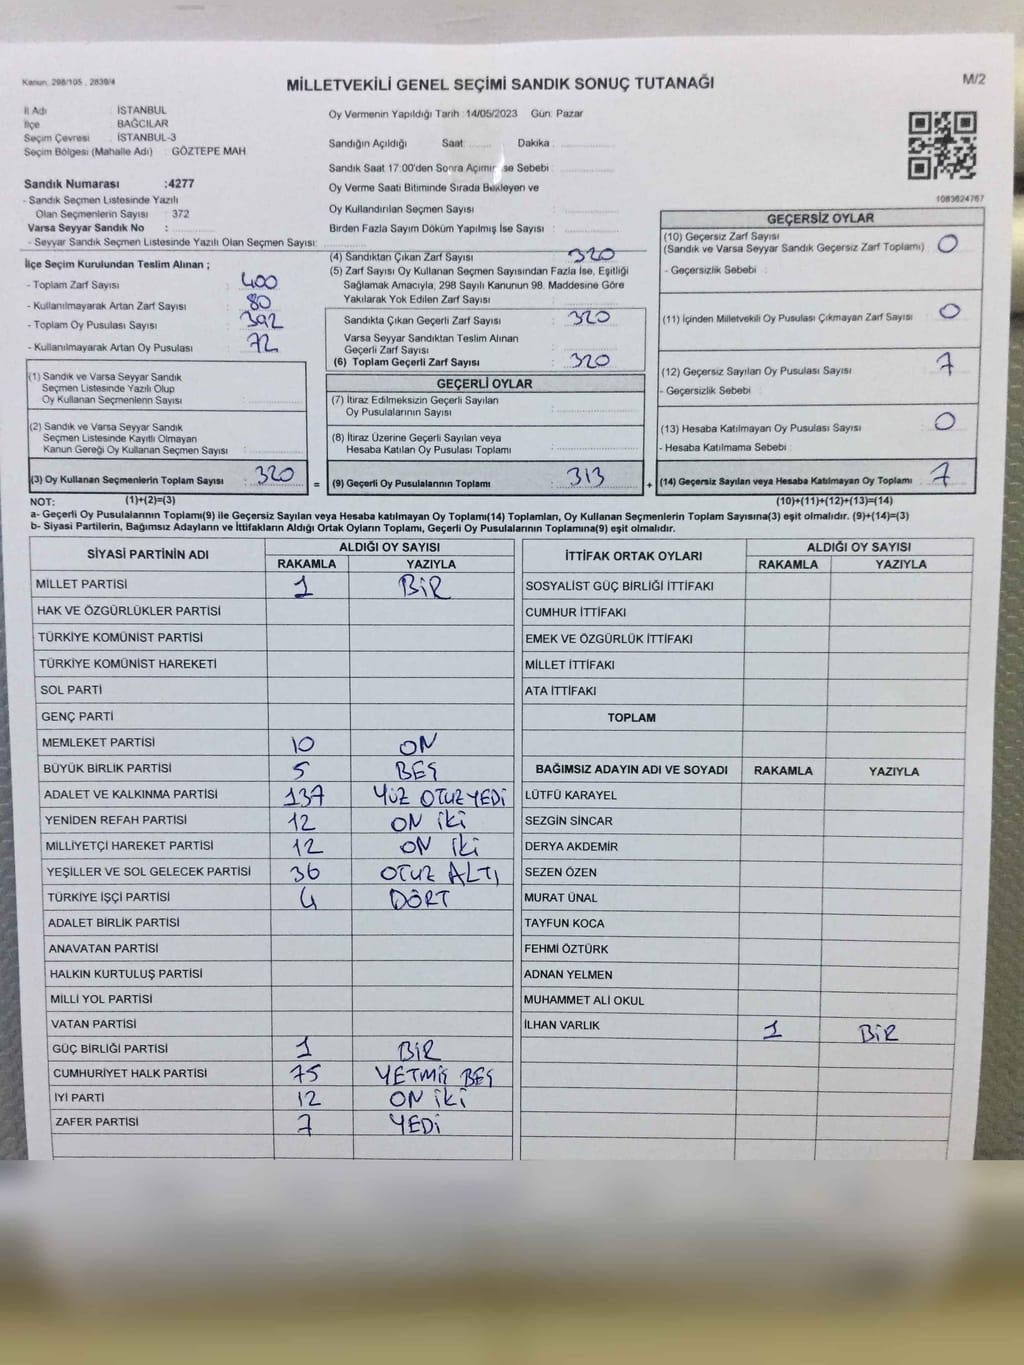 Kanun: 298/105 , 2839/4
MİLLETVEKİLİ GENEL SEÇİMİ SANDIK SONUÇ TUTANAĞI
M/2
İl Adı : İSTANBUL
İlçe : BAĞCILAR
Seçim Çevresi : İSTANBUL-3
Seçim Bölgesi (Mahalle Adı) : GÖZTEPE MAH
Sandık Numarası :4277
- Sandık Seçmen Listesinde Yazılı
Olan Seçmenlerin Sayısı : 372
Varsa Seyyar Sandık No :
- Seyyar Sandık Seçmen Listesinde Yazılı Olan Seçmen Sayısı:
Oy Vermenin Yapıldığı Tarih :14/05/2023 Gün: Pazar
Sandığın Açıldığı Saat: Dakika :
Sandık Saat 17:00'den Sonra Açılmış ise Sebebi :
Oy Verme Saati Bitiminde Sırada Bekleyen ve
Oy Kullandırılan Seçmen Sayısı :
Birden Fazla Sayım Döküm Yapılmış İse Sayısı :
1083624767
İlçe Seçim Kurulundan Teslim Alınan ;
- Toplam Zarf Sayısı : 400
- Kullanılmayarak Artan Zarf Sayısı : 80
- Toplam Oy Pusulası Sayısı : 392
- Kullanılmayarak Artan Oy Pusulası : 72
(4) Sandıktan Çıkan Zarf Sayısı : 320
(5) Zarf Sayısı Oy Kullanan Seçmen Sayısından Fazla İse, Eşitliği
Sağlamak Amacıyla, 298 Sayılı Kanunun 98. Maddesine Göre
Yakılarak Yok Edilen Zarf Sayısı :
Sandıkta Çıkan Geçerli Zarf Sayısı : 320
Varsa Seyyar Sandıktan Teslim Alınan
Geçerli Zarf Sayısı :
(6) Toplam Geçerli Zarf Sayısı : 320
GEÇERSİZ OYLAR
(10) Geçersiz Zarf Sayısı
(Sandık ve Varsa Seyyar Sandık Geçersiz Zarf Toplamı) : 0
- Geçersizlik Sebebi :
(11) İçinden Milletvekili Oy Pusulası Çıkmayan Zarf Sayısı : 0
(12) Geçersiz Sayılan Oy Pusulası Sayısı : 7
- Geçersizlik Sebebi :
(13) Hesaba Katılmayan Oy Pusulası Sayısı : 0
- Hesaba Katılmama Sebebi :
(14) Geçersiz Sayılan veya Hesaba Katılmayan Oy Toplamı : 7
(1) Sandık ve Varsa Seyyar Sandık
Seçmen Listesinde Yazılı Olup
Oy Kullanan Seçmenlerin Sayısı :
(2) Sandık ve Varsa Seyyar Sandık
Seçmen Listesinde Kayıtlı Olmayan
Kanun Gereği Oy Kullanan Seçmen Sayısı :
(3) Oy Kullanan Seçmenlerin Toplam Sayısı : 320 =
GEÇERLİ OYLAR
(7) İtiraz Edilmeksizin Geçerli Sayılan
Oy Pusulalarının Sayısı :
(8) İtiraz Üzerine Geçerli Sayılan veya
Hesaba Katılan Oy Pusulası Toplamı :
(9) Geçerli Oy Pusulalarının Toplamı : 313 +
NOT: (1)+(2)=(3) (10)+(11)+(12)+(13)=(14)
a- Geçerli Oy Pusulalarının Toplamı(9) ile Geçersiz Sayılan veya Hesaba katılmayan Oy Toplamı(14) Toplamları, Oy Kullanan Seçmenlerin Toplam Sayısına(3) eşit olmalıdır. (9)+(14)=(3)
b- Siyasi Partilerin, Bağımsız Adayların ve İttifakların Aldığı Ortak Oyların Toplamı, Geçerli Oy Pusulalarının Toplamına(9) eşit olmalıdır.
SİYASİ PARTİNİN ADI ALDIĞI OY SAYISI
RAKAMLA YAZIYLA
MİLLET PARTİSİ 1 BİR
HAK VE ÖZGÜRLÜKLER PARTİSİ
TÜRKİYE KOMÜNİST PARTİSİ
TÜRKİYE KOMÜNİST HAREKETİ
SOL PARTİ
GENÇ PARTİ
MEMLEKET PARTİSİ 10 ON
BÜYÜK BİRLİK PARTİSİ 5 BEŞ
ADALET VE KALKINMA PARTİSİ 137 YÜZ OTUZ YEDİ
YENİDEN REFAH PARTİSİ 12 ON İKİ
MİLLİYETÇİ HAREKET PARTİSİ 12 ON İKİ
YEŞİLLER VE SOL GELECEK PARTİSİ 36 OTUZ ALTI
TÜRKİYE İŞÇİ PARTİSİ 4 DÖRT
ADALET BİRLİK PARTİSİ
ANAVATAN PARTİSİ
HALKIN KURTULUŞ PARTİSİ
MİLLİ YOL PARTİSİ
VATAN PARTİSİ
GÜÇ BİRLİĞİ PARTİSİ 1 BİR
CUMHURİYET HALK PARTİSİ 75 YETMİŞ BEŞ
İYİ PARTİ 12 ON İKİ
ZAFER PARTİSİ 7 YEDİ
İTTİFAK ORTAK OYLARI ALDIĞI OY SAYISI
RAKAMLA YAZIYLA
SOSYALİST GÜÇ BİRLİĞİ İTTİFAKI
CUMHUR İTTİFAKI
EMEK VE ÖZGÜRLÜK İTTİFAKI
MİLLET İTTİFAKI
ATA İTTİFAKI
TOPLAM
BAĞIMSIZ ADAYIN ADI VE SOYADI RAKAMLA YAZIYLA
LÜTFÜ KARAYEL
SEZGİN SİNCAR
DERYA AKDEMİR
SEZEN ÖZEN
MURAT ÜNAL
TAYFUN KOCA
FEHMİ ÖZTÜRK
ADNAN YELMEN
MUHAMMET ALİ OKUL
İLHAN VARLIK 1 BİR